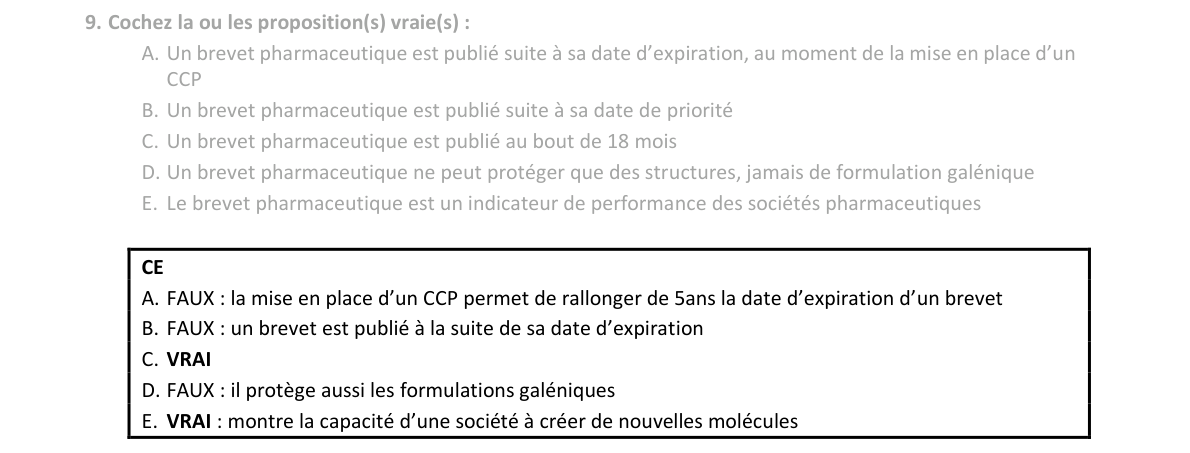 9. Cochez la ou les proposition(s) vraie(s) :
A. Un brevet pharmaceutique est publié suite à sa date d’expiration, au moment de la mise en place d’un
CCP
B. Un brevet pharmaceutique est publié suite à sa date de priorité
C. Un brevet pharmaceutique est publié au bout de 18 mois
D. Un brevet pharmaceutique ne peut protéger que des structures, jamais de formulation galénique
E. Le brevet pharmaceutique est un indicateur de performance des sociétés pharmaceutiques
CE
A. FAUX : la mise en place d’un CCP permet de rallonger de 5ans la date d’expiration d’un brevet
B. FAUX : un brevet est publié à la suite de sa date d’expiration
C. VRAI
D. FAUX : il protège aussi les formulations galéniques
E. VRAI : montre la capacité d’une société à créer de nouvelles molécules